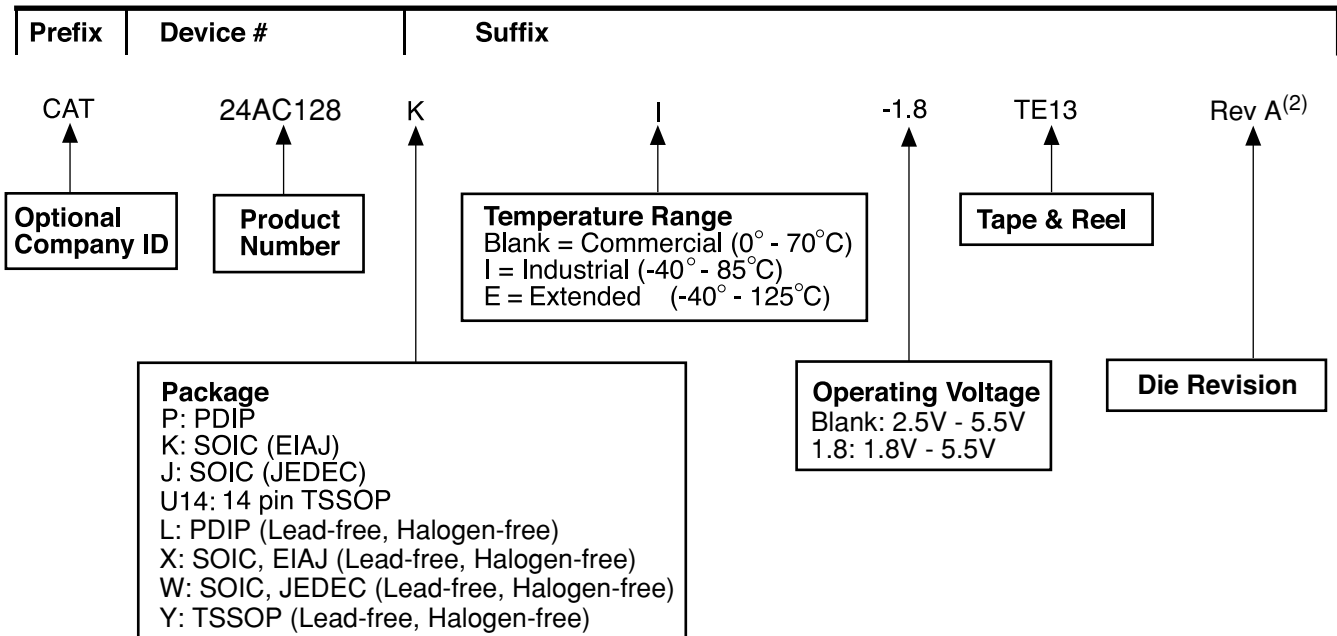 Prefix Device # Suffix
CAT 24AC128 K I -1.8 TE13 Rev A(2)
Optional
Company ID
Product
Number
Temperature Range
Blank = Commercial (0° - 70°C)
I = Industrial (-40° - 85°C)
E = Extended (-40° - 125°C)
Tape & Reel
Package
P: PDIP
K: SOIC (EIAJ)
J: SOIC (JEDEC)
U14: 14 pin TSSOP
L: PDIP (Lead-free, Halogen-free)
X: SOIC, EIAJ (Lead-free, Halogen-free)
W: SOIC, JEDEC (Lead-free, Halogen-free)
Y: TSSOP (Lead-free, Halogen-free)
Operating Voltage
Blank: 2.5V - 5.5V
1.8: 1.8V - 5.5V
Die Revision